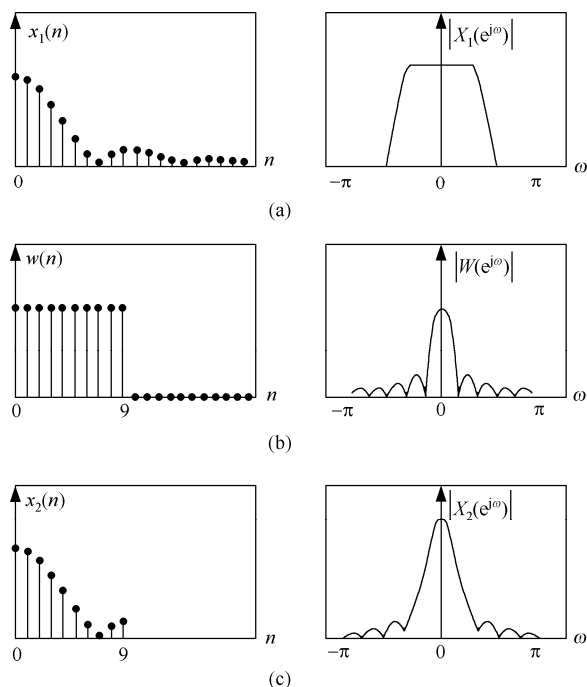 x₁(n)
|X₁(e^jω)|
n
ω
0
−π
0
π
(a)
w(n)
|W(e^jω)|
n
ω
0
9
−π
0
π
(b)
x₂(n)
|X₂(e^jω)|
n
ω
0
9
−π
0
π
(c)